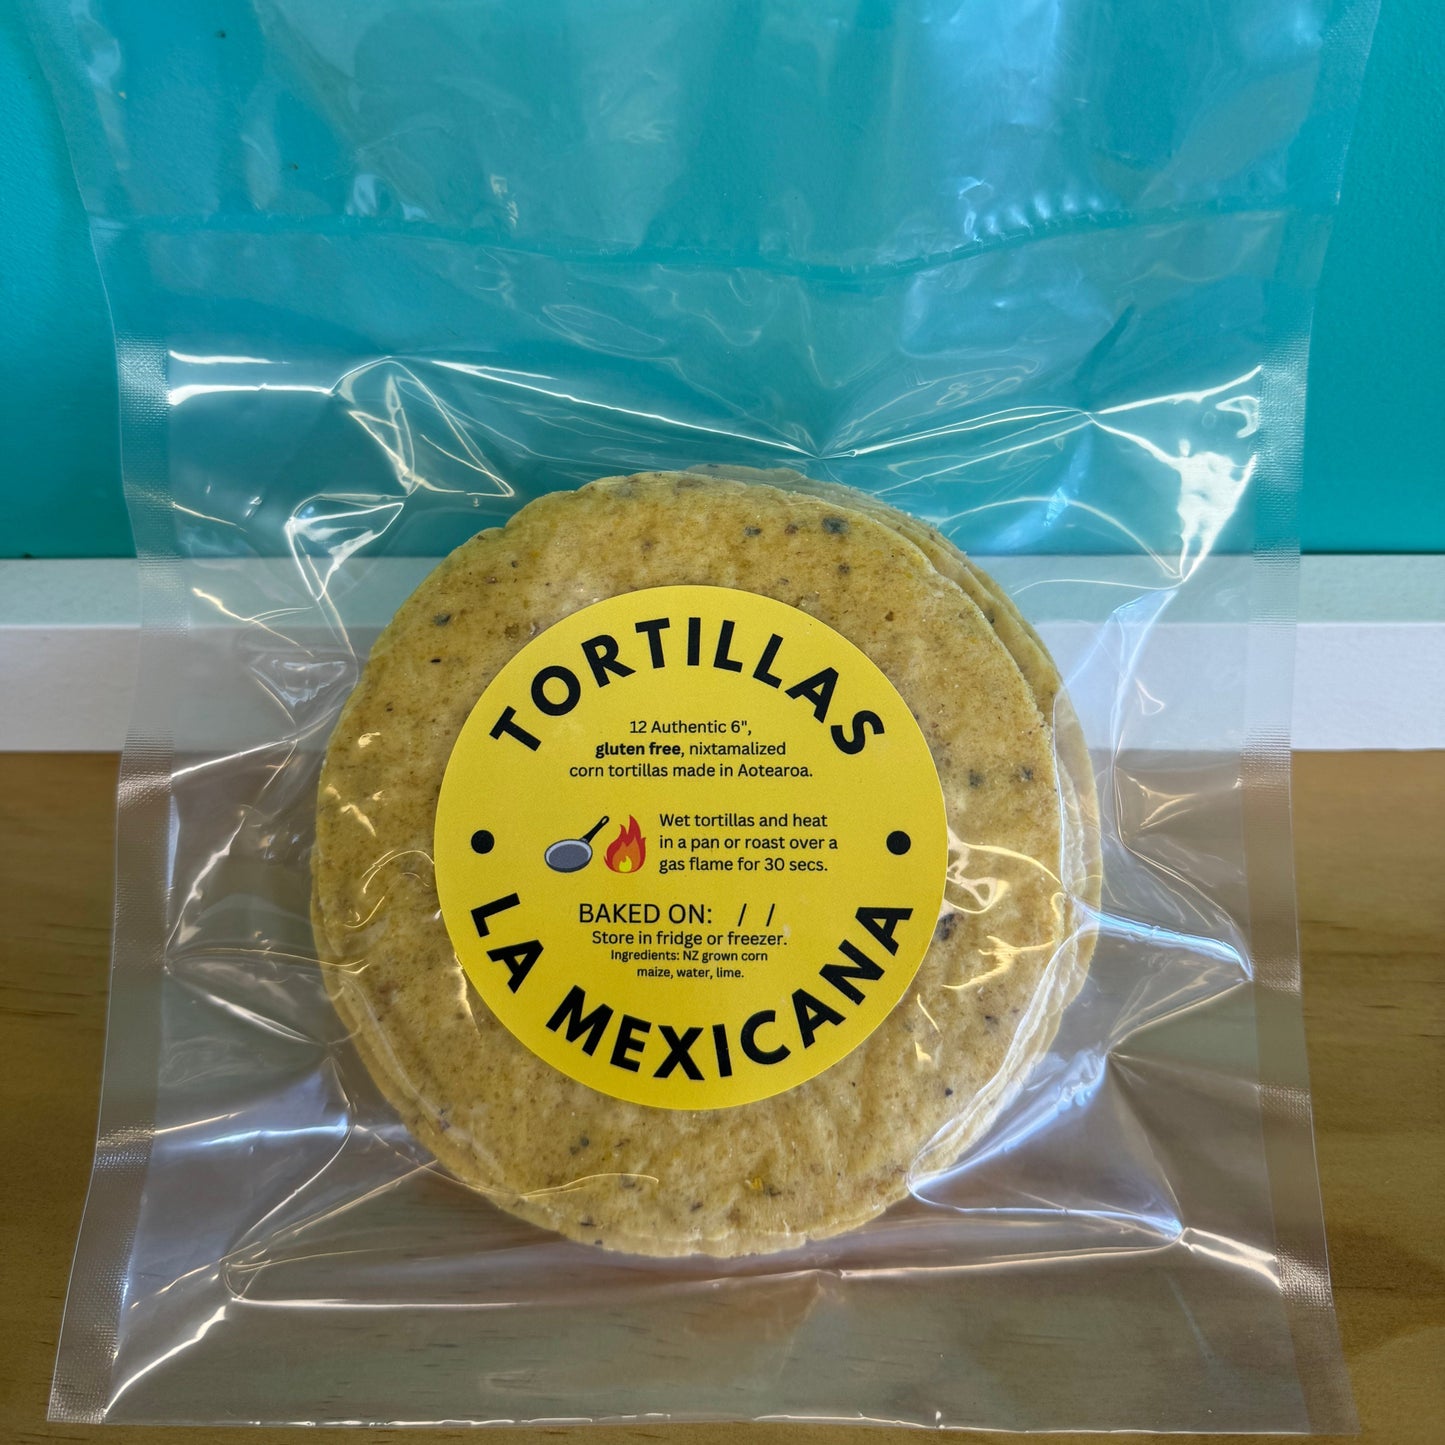 TORTILLAS
12 Authentic 6",
gluten free, nixtamalized
corn tortillas made in Aotearoa.
Wet tortillas and heat
in a pan or roast over a
gas flame for 30 secs.
BAKED ON: / /
Store in fridge or freezer.
Ingredients: NZ grown corn
maize, water, lime.
LA MEXICANA